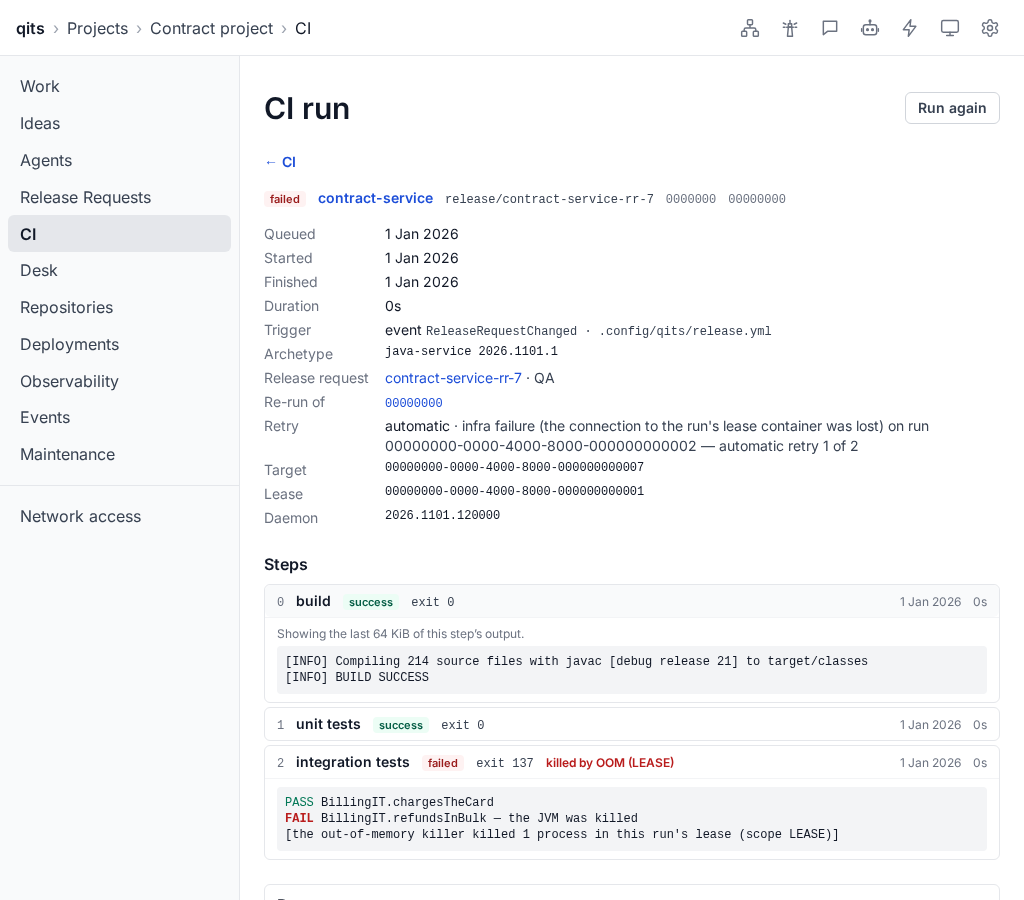 qits › Projects › Contract project › CI
Work
Ideas
Agents
Release Requests
CI
Desk
Repositories
Deployments
Observability
Events
Maintenance
Network access
CI run
Run again
← CI
failed contract-service release/contract-service-rr-7 0000000 00000000
Queued 1 Jan 2026
Started 1 Jan 2026
Finished 1 Jan 2026
Duration 0s
Trigger event ReleaseRequestChanged · .config/qits/release.yml
Archetype java-service 2026.1101.1
Release request contract-service-rr-7 · QA
Re-run of 00000000
Retry automatic · infra failure (the connection to the run's lease container was lost) on run
00000000-0000-4000-8000-000000000002 — automatic retry 1 of 2
Target 00000000-0000-4000-8000-000000000007
Lease 00000000-0000-4000-8000-000000000001
Daemon 2026.1101.120000
Steps
0 build success exit 0 1 Jan 2026 0s
Showing the last 64 KiB of this step’s output.
[INFO] Compiling 214 source files with javac [debug release 21] to target/classes
[INFO] BUILD SUCCESS
1 unit tests success exit 0 1 Jan 2026 0s
2 integration tests failed exit 137 killed by OOM (LEASE) 1 Jan 2026 0s
PASS BillingIT.chargesTheCard
FAIL BillingIT.refundsInBulk — the JVM was killed
[the out-of-memory killer killed 1 process in this run's lease (scope LEASE)]